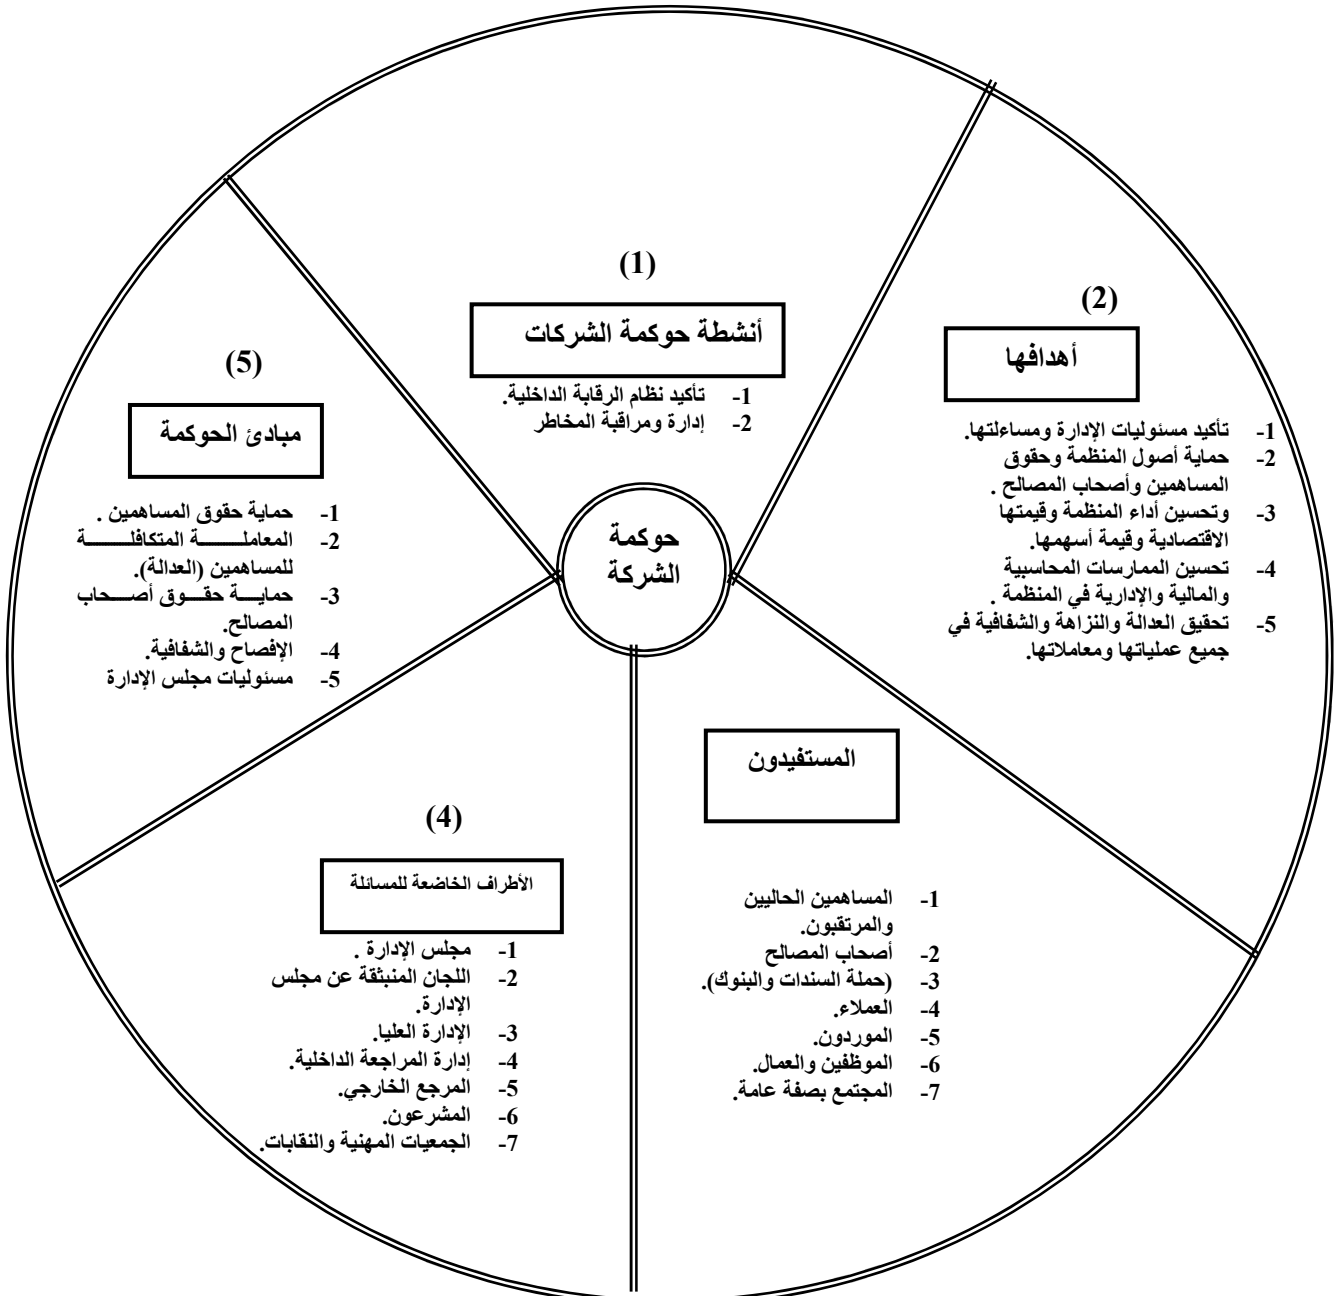 حوكمة
الشركة
(1)
أنشطة حوكمة الشركات
1- تأكيد نظام الرقابة الداخلية.
2- إدارة ومراقبة المخاطر
(2)
أهدافها
1- تأكيد مسئوليات الإدارة ومساءلتها.
2- حماية أصول المنظمة وحقوق
المساهمين وأصحاب المصالح .
3- وتحسين أداء المنظمة وقيمتها
الاقتصادية وقيمة أسهمها.
4- تحسين الممارسات المحاسبية
والمالية والإدارية في المنظمة .
5- تحقيق العدالة والنزاهة والشفافية في
جميع عملياتها ومعاملاتها.
المستفيدون
1- المساهمين الحاليين
والمرتقبون.
2- أصحاب المصالح
3- (حملة السندات والبنوك).
4- العملاء.
5- الموردون.
6- الموظفين والعمال.
7- المجتمع بصفة عامة.
(4)
الأطراف الخاضعة للمسائلة
1- مجلس الإدارة .
2- اللجان المنبثقة عن مجلس
الإدارة.
3- الإدارة العليا.
4- إدارة المراجعة الداخلية.
5- المرجع الخارجي.
6- المشرعون.
7- الجمعيات المهنية والنقابات.
(5)
مبادئ الحوكمة
1- حماية حقوق المساهمين .
2- المعاملة المتكافلة
للمساهمين (العدالة).
3- حماية حقوق أصحاب
المصالح.
4- الإفصاح والشفافية.
5- مسئوليات مجلس الإدارة